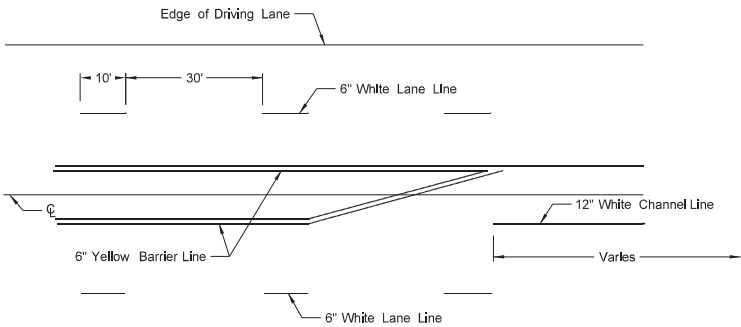 Edge of Driving Lane
10'
30'
6" White Lane Line
℄
12" White Channel Line
6" Yellow Barrier Line
Varies
6" White Lane Line